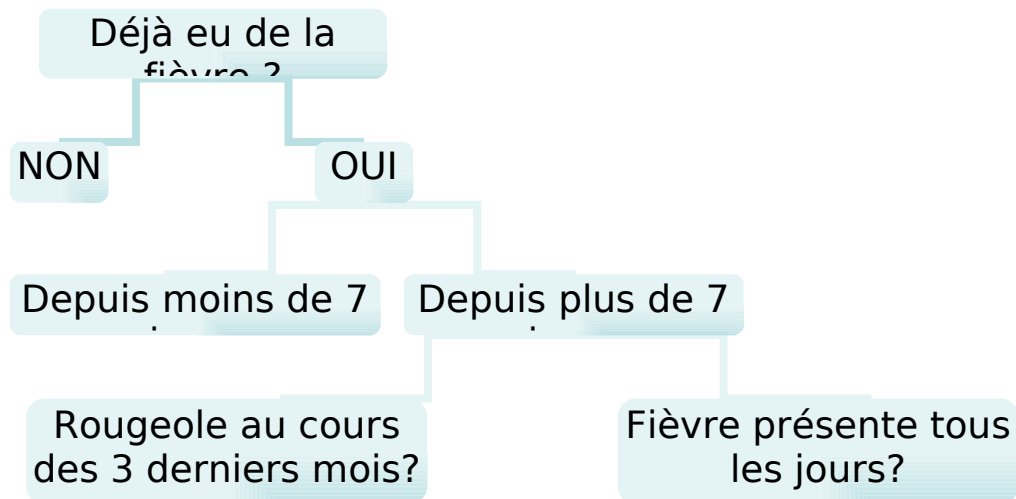 Déjà eu de la
fièvre ?
NON
OUI
Depuis moins de 7
Depuis plus de 7
Rougeole au cours
des 3 derniers mois?
Fièvre présente tous
les jours?